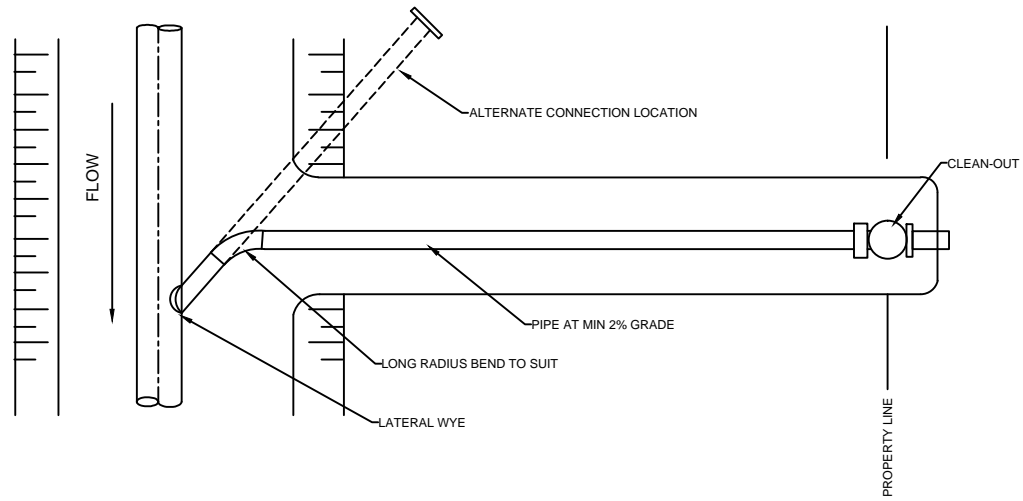 ALTERNATE CONNECTION LOCATION
FLOW
CLEAN-OUT
PIPE AT MIN 2% GRADE
LONG RADIUS BEND TO SUIT
LATERAL WYE
PROPERTY LINE